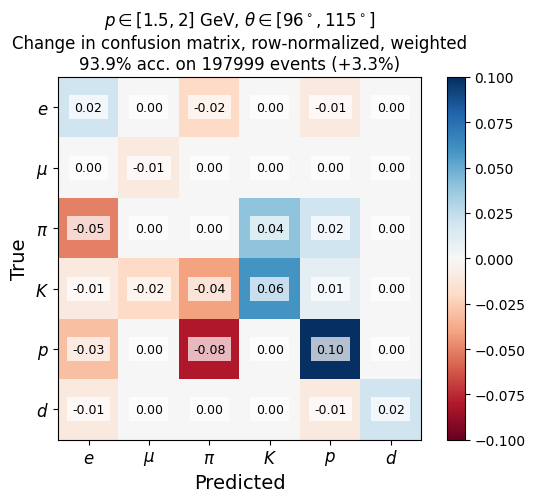 p ∈ [1.5, 2] GeV, θ ∈ [96°, 115°]
Change in confusion matrix, row-normalized, weighted
93.9% acc. on 197999 events (+3.3%)
e 0.02 0.00 -0.02 0.00 -0.01 0.00
μ 0.00 -0.01 0.00 0.00 0.00 0.00
π -0.05 0.00 0.00 0.04 0.02 0.00
K -0.01 -0.02 -0.04 0.06 0.01 0.00
p -0.03 0.00 -0.08 0.00 0.10 0.00
d -0.01 0.00 0.00 0.00 -0.01 0.02
e μ π K p d
Predicted
True
0.100
0.075
0.050
0.025
0.000
−0.025
−0.050
−0.075
−0.100